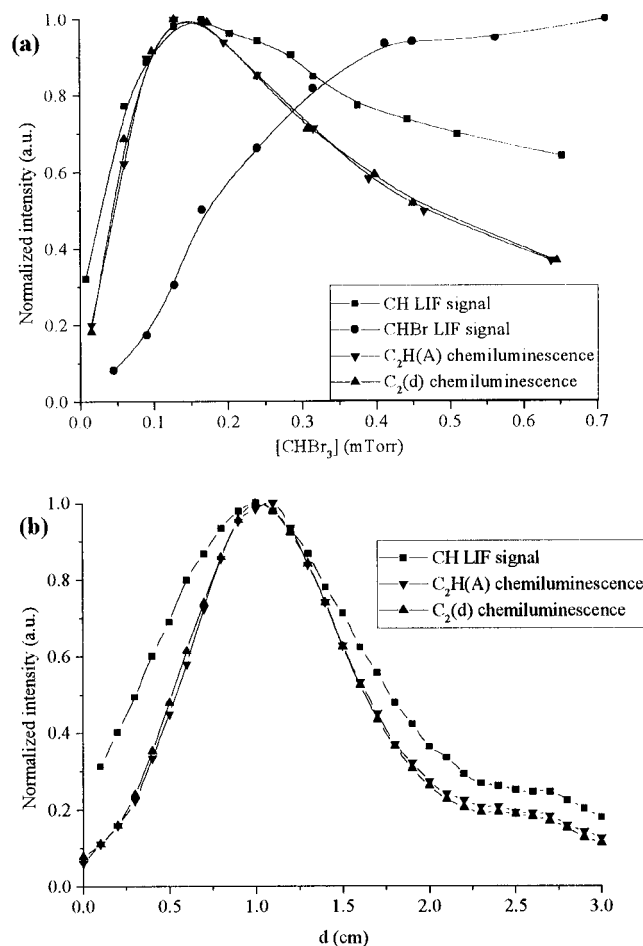 (a)
1.0
0.8
0.6
0.4
0.2
0.0
Normalized intensity (a.u.)
CH LIF signal
CHBr LIF signal
C₂H(A) chemiluminescence
C₂(d) chemiluminescence
0.0 0.1 0.2 0.3 0.4 0.5 0.6 0.7
[CHBr₃] (mTorr)
(b)
1.0
0.8
0.6
0.4
0.2
0.0
Normalized intensity (a.u.)
CH LIF signal
C₂H(A) chemiluminescence
C₂(d) chemiluminescence
0.0 0.5 1.0 1.5 2.0 2.5 3.0
d (cm)